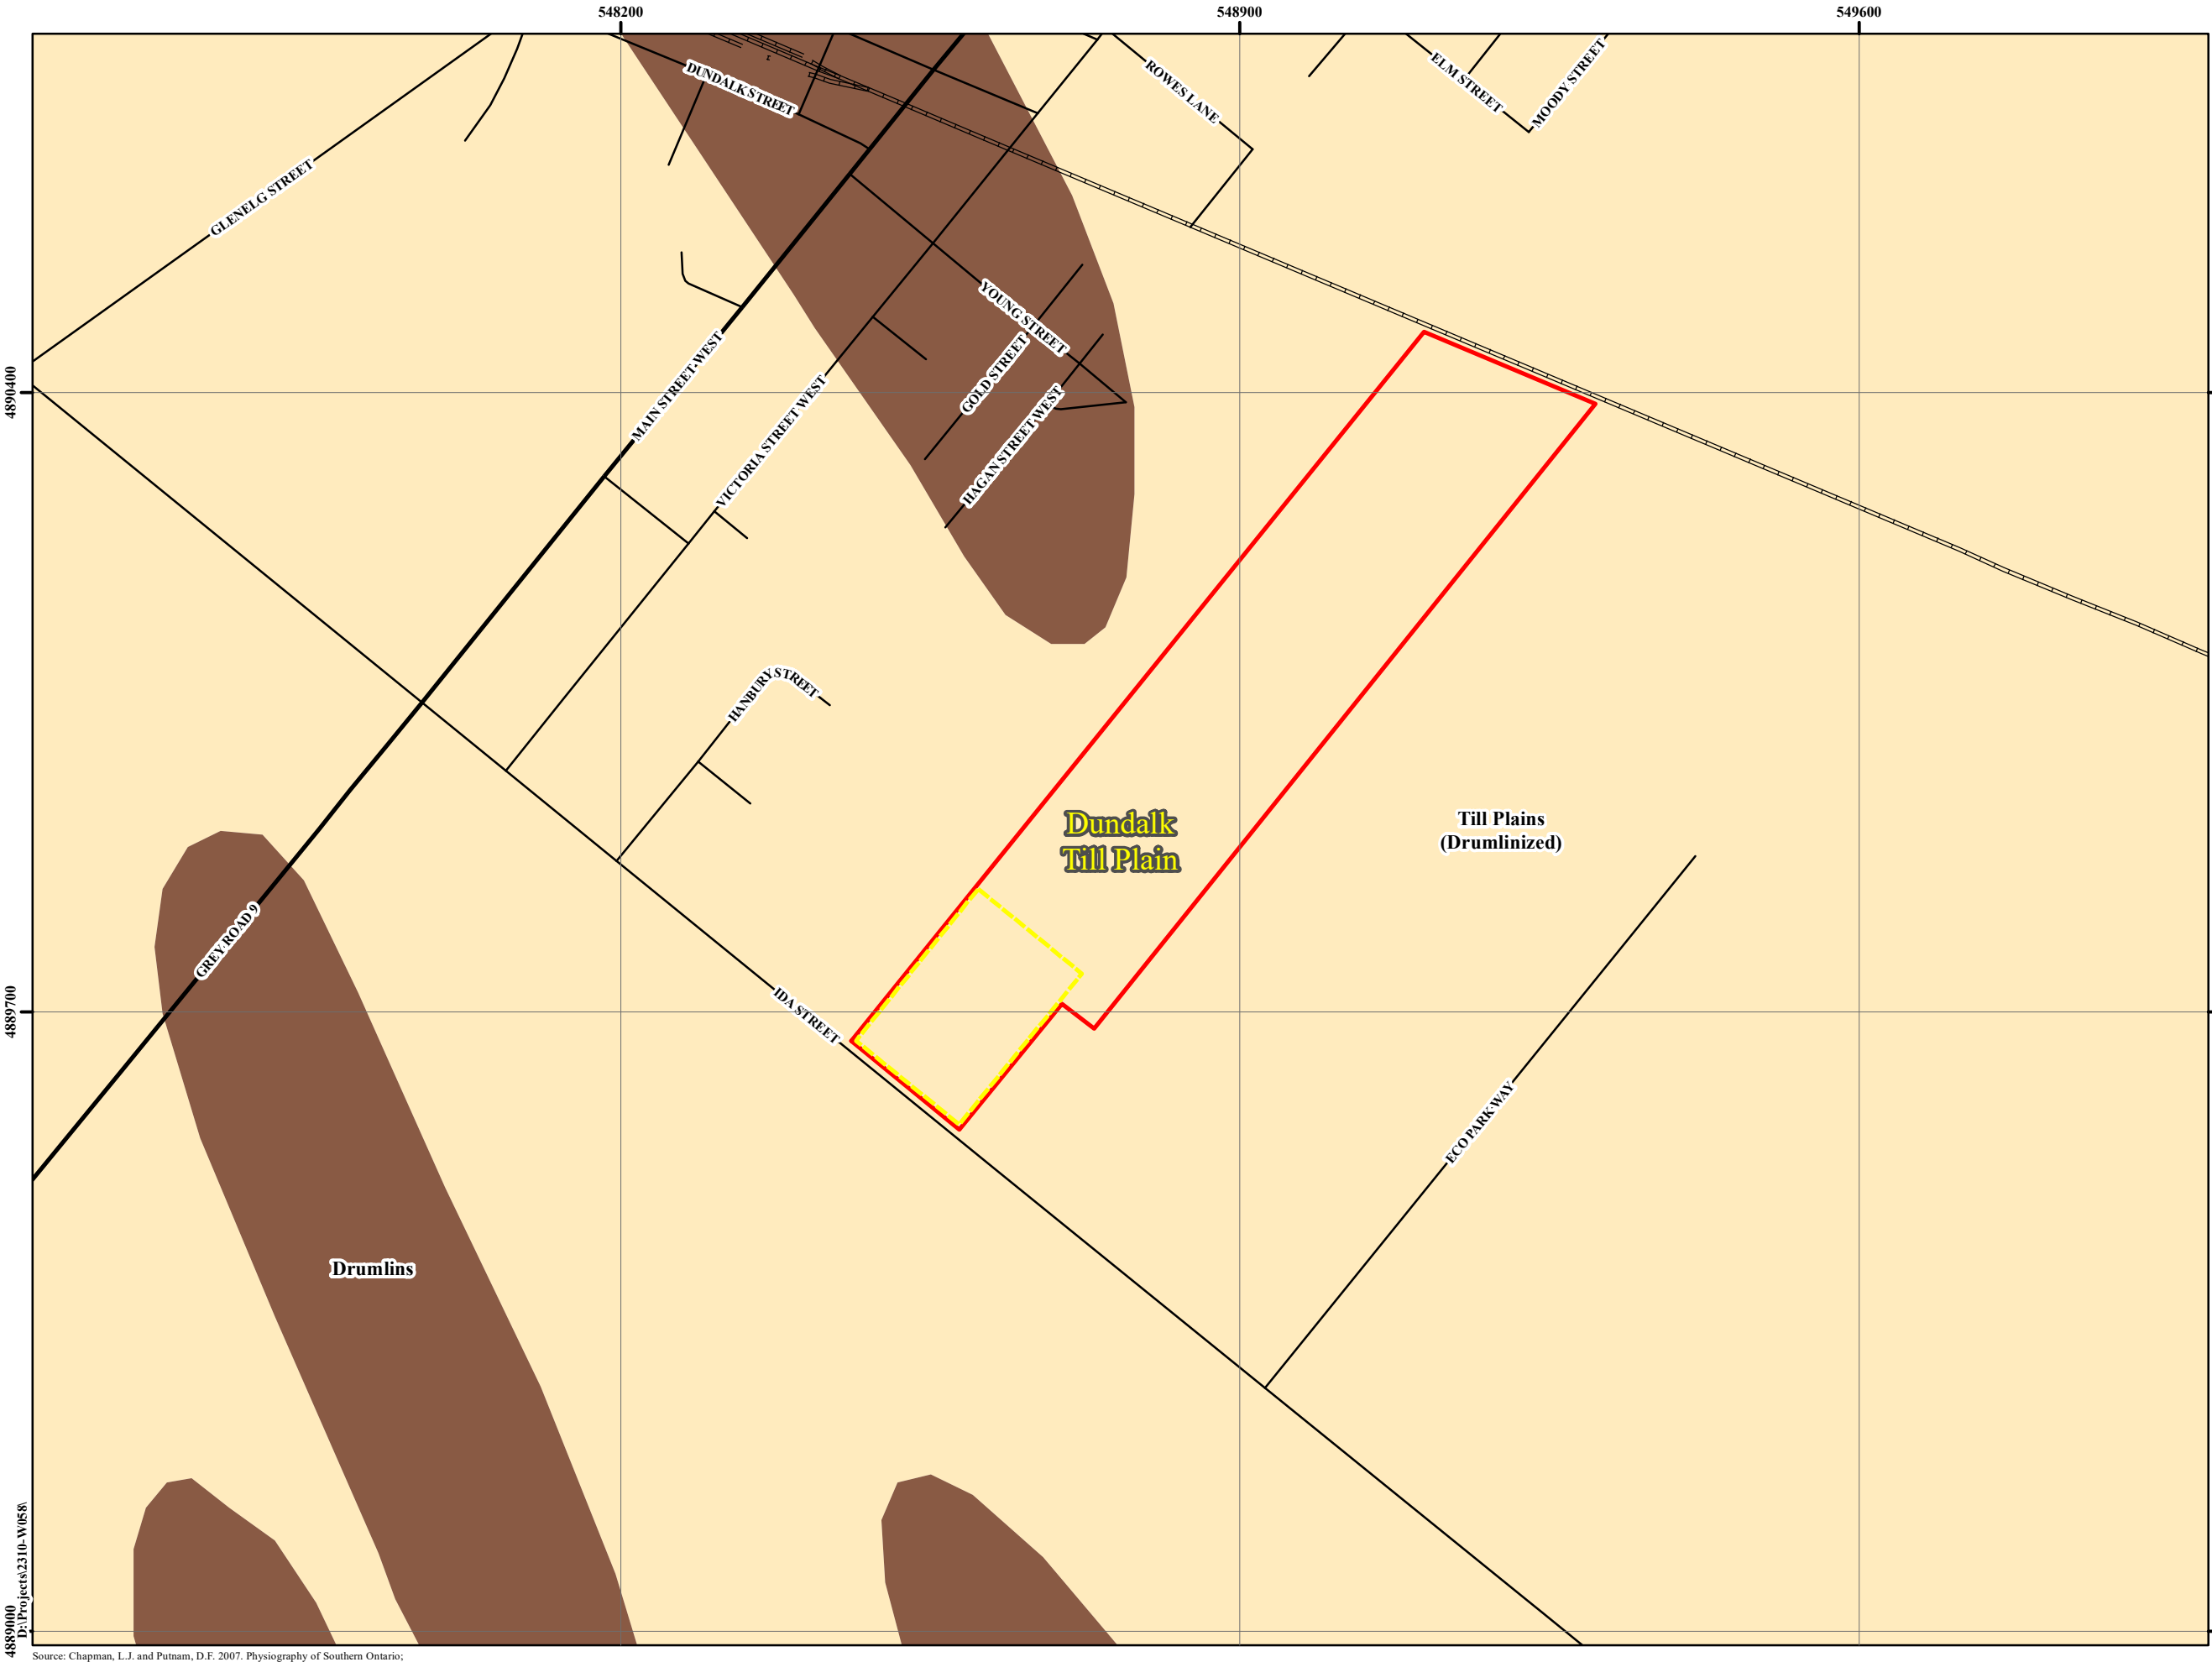 548200
548900
549600
DUNDALK STREET
ROWES LANE
ELM STREET
MOODY STREET
GLENELG STREET
YOUNG STREET
GOLD STREET
HAGAN STREET WEST
MAIN STREET WEST
VICTORIA STREET WEST
4890400
HANBURY STREET
Dundalk
Till Plain
Till Plains
(Drumlinized)
GREY ROAD 9
IDA STREET
4889700
ECO PARK WAY
Drumlins
4889000
D:\Projects\2310-W058\
Source: Chapman, L.J. and Putnam, D.F. 2007. Physiography of Southern Ontario;